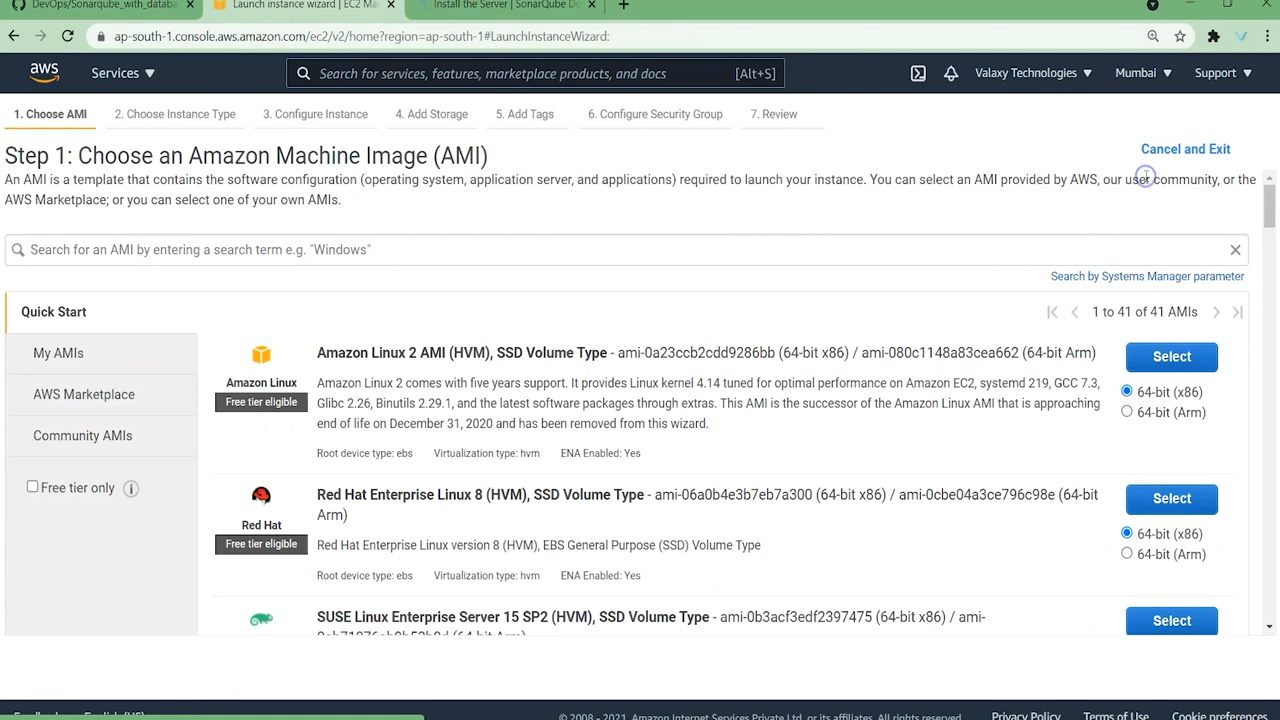 DevOps/Sonarqube_with_databa
Launch instance wizard | EC2 Ma
Install the Server | SonarQube Do
ap-south-1.console.aws.amazon.com/ec2/v2/home?region=ap-south-1#LaunchInstanceWizard:
aws
Services
Search for services, features, marketplace products, and docs
[Alt+S]
Valaxy Technologies
Mumbai
Support
1. Choose AMI
2. Choose Instance Type
3. Configure Instance
4. Add Storage
5. Add Tags
6. Configure Security Group
7. Review
Step 1: Choose an Amazon Machine Image (AMI)
Cancel and Exit
An AMI is a template that contains the software configuration (operating system, application server, and applications) required to launch your instance. You can select an AMI provided by AWS, our user community, or the
AWS Marketplace; or you can select one of your own AMIs.
Search for an AMI by entering a search term e.g. "Windows"
Search by Systems Manager parameter
Quick Start
1 to 41 of 41 AMIs
My AMIs
AWS Marketplace
Community AMIs
Free tier only
Amazon Linux
Free tier eligible
Amazon Linux 2 AMI (HVM), SSD Volume Type - ami-0a23ccb2cdd9286bb (64-bit x86) / ami-080c1148a83cea662 (64-bit Arm)
Amazon Linux 2 comes with five years support. It provides Linux kernel 4.14 tuned for optimal performance on Amazon EC2, systemd 219, GCC 7.3,
Glibc 2.26, Binutils 2.29.1, and the latest software packages through extras. This AMI is the successor of the Amazon Linux AMI that is approaching
end of life on December 31, 2020 and has been removed from this wizard.
Root device type: ebs Virtualization type: hvm ENA Enabled: Yes
Select
64-bit (x86)
64-bit (Arm)
Red Hat
Free tier eligible
Red Hat Enterprise Linux 8 (HVM), SSD Volume Type - ami-06a0b4e3b7eb7a300 (64-bit x86) / ami-0cbe04a3ce796c98e (64-bit
Arm)
Red Hat Enterprise Linux version 8 (HVM), EBS General Purpose (SSD) Volume Type
Root device type: ebs Virtualization type: hvm ENA Enabled: Yes
Select
64-bit (x86)
64-bit (Arm)
SUSE Linux Enterprise Server 15 SP2 (HVM), SSD Volume Type - ami-0b3acf3edf2397475 (64-bit x86) / ami-
Select
© 2008 - 2021, Amazon Internet Services Private Ltd. or its affiliates. All rights reserved.
Privacy Policy
Terms of Use
Cookie preferences